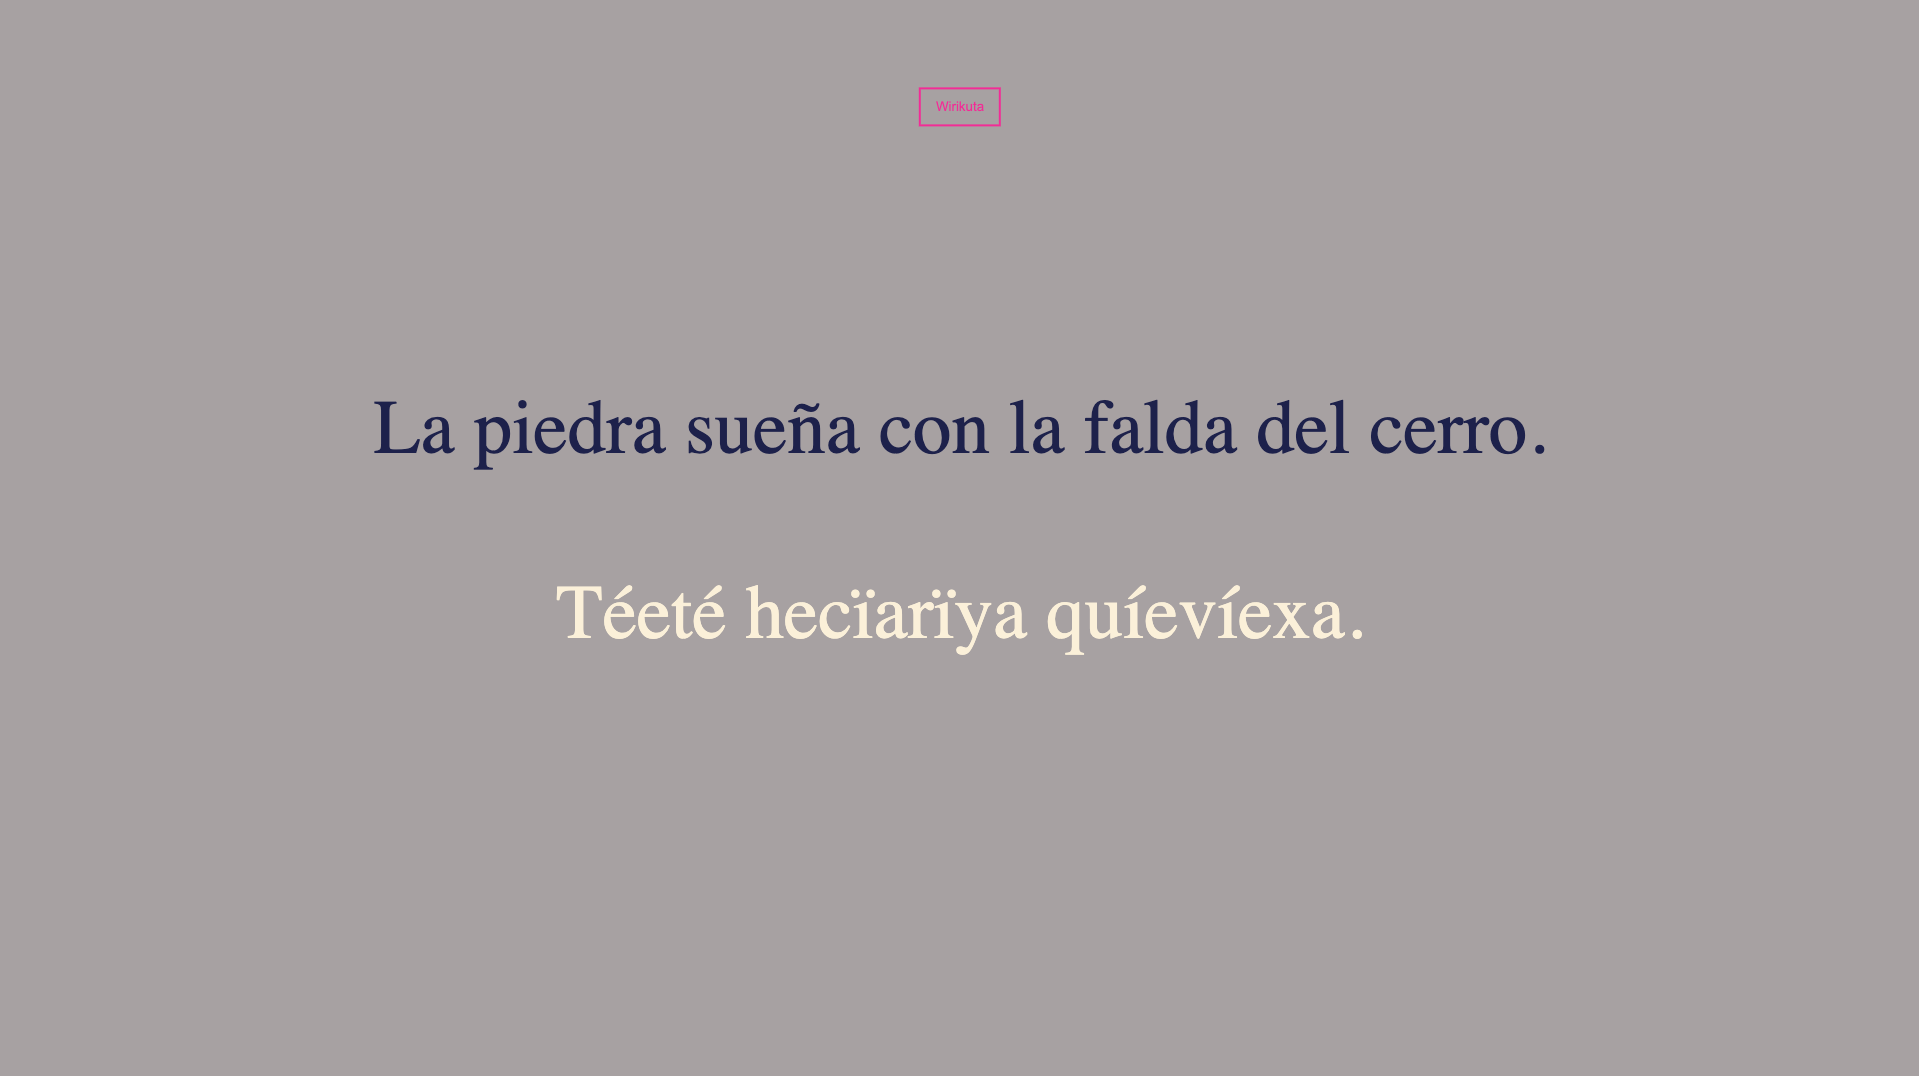 Wirikuta
La piedra sueña con la falda del cerro.
Téeté hecïarïya quíevíexa.